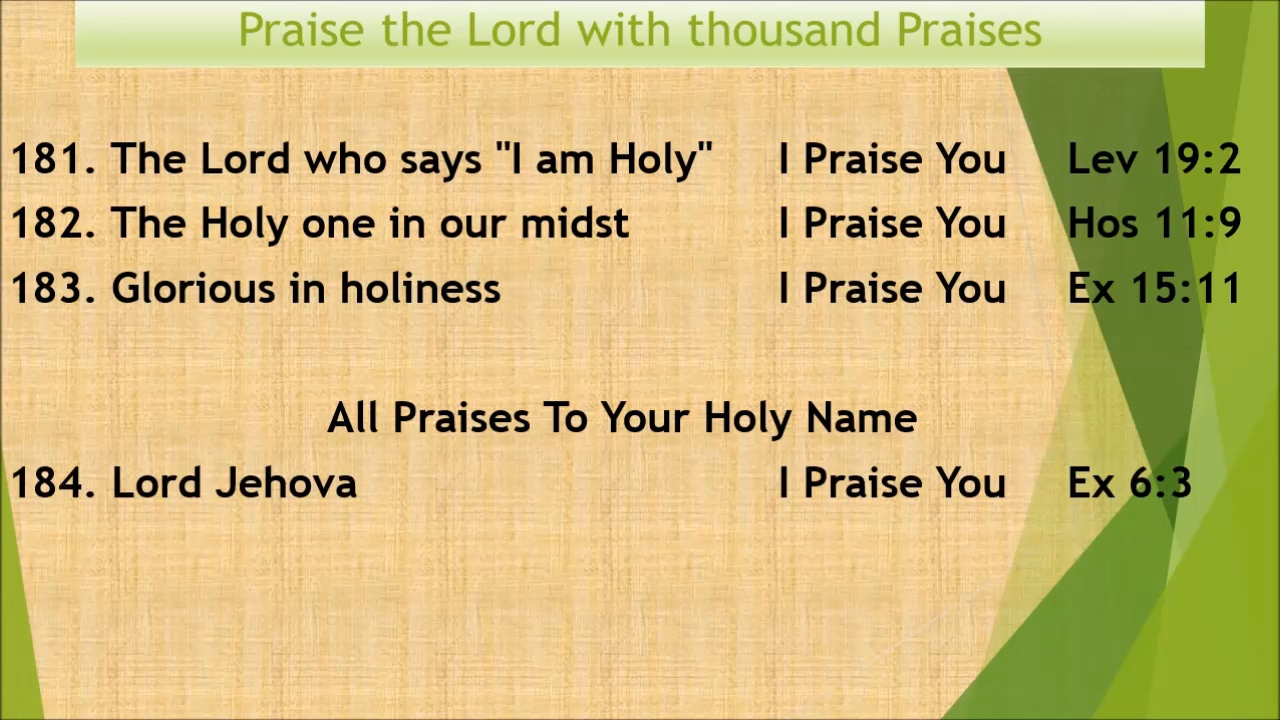 Praise the Lord with thousand Praises
181. The Lord who says "I am Holy" I Praise You Lev 19:2
182. The Holy one in our midst I Praise You Hos 11:9
183. Glorious in holiness I Praise You Ex 15:11
All Praises To Your Holy Name
184. Lord Jehova I Praise You Ex 6:3